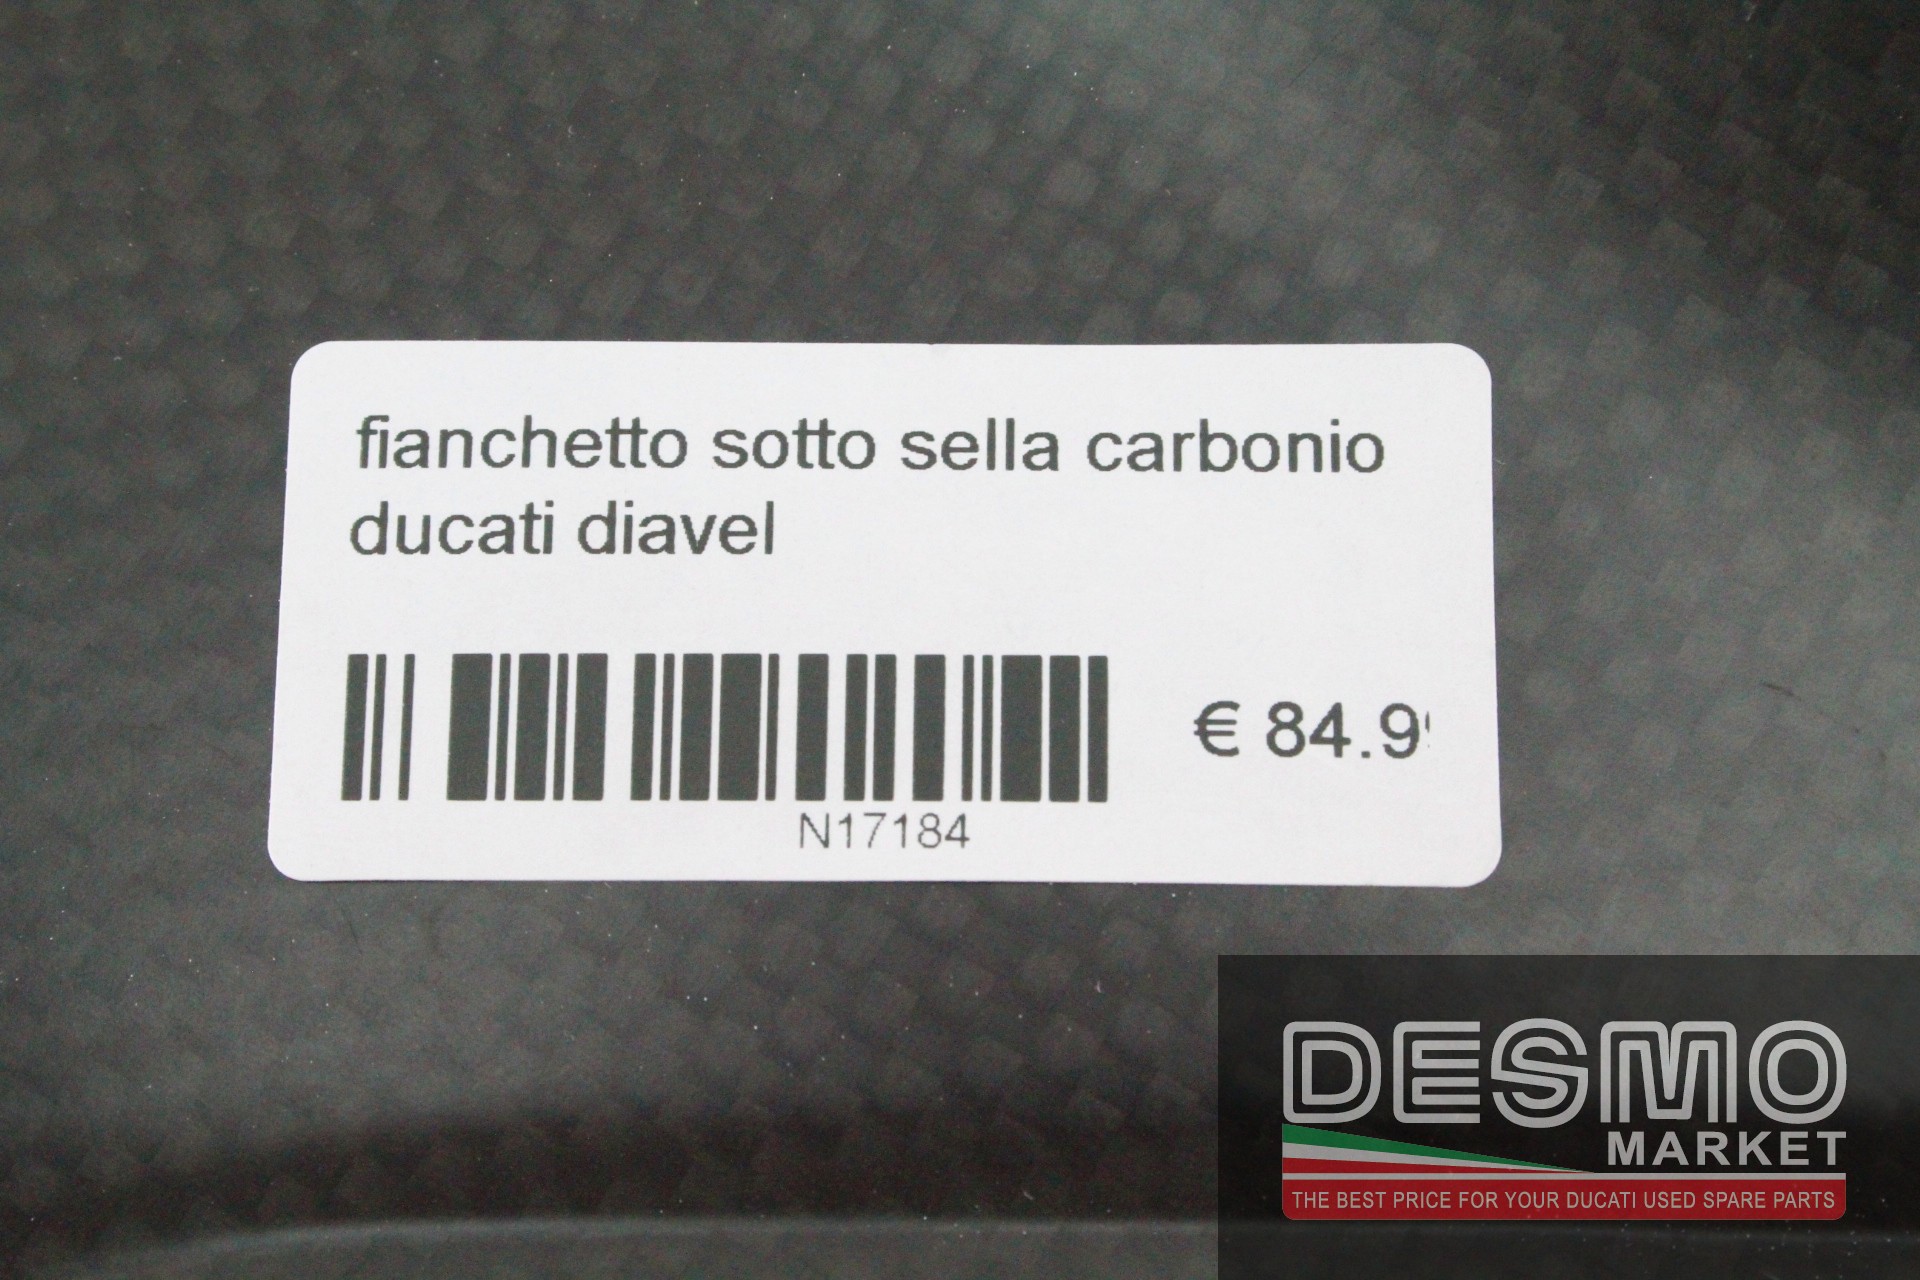 fianchetto sotto sella carbonio
ducati diavel
€ 84.9
N17184
DESMO
MARKET
THE BEST PRICE FOR YOUR DUCATI USED SPARE PARTS